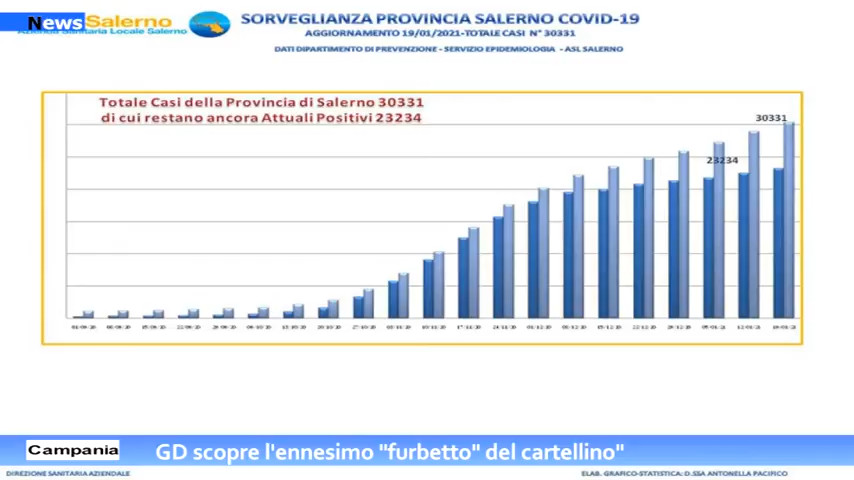 News Salerno
Azienda Sanitaria Locale Salerno
SORVEGLIANZA PROVINCIA SALERNO COVID-19
AGGIORNAMENTO 19/01/2021-TOTALE CASI N° 30331
DATI DIPARTIMENTO DI PREVENZIONE - SERVIZIO EPIDEMIOLOGIA - ASL SALERNO
Totale Casi della Provincia di Salerno 30331
di cui restano ancora Attuali Positivi 23234
30331
23234
Campania
GD scopre l'ennesimo "furbetto" del cartellino"
DIREZIONE SANITARIA AZIENDALE
ELAB. GRAFICO-STATISTICA: D.SSA ANTONELLA PACIFICO